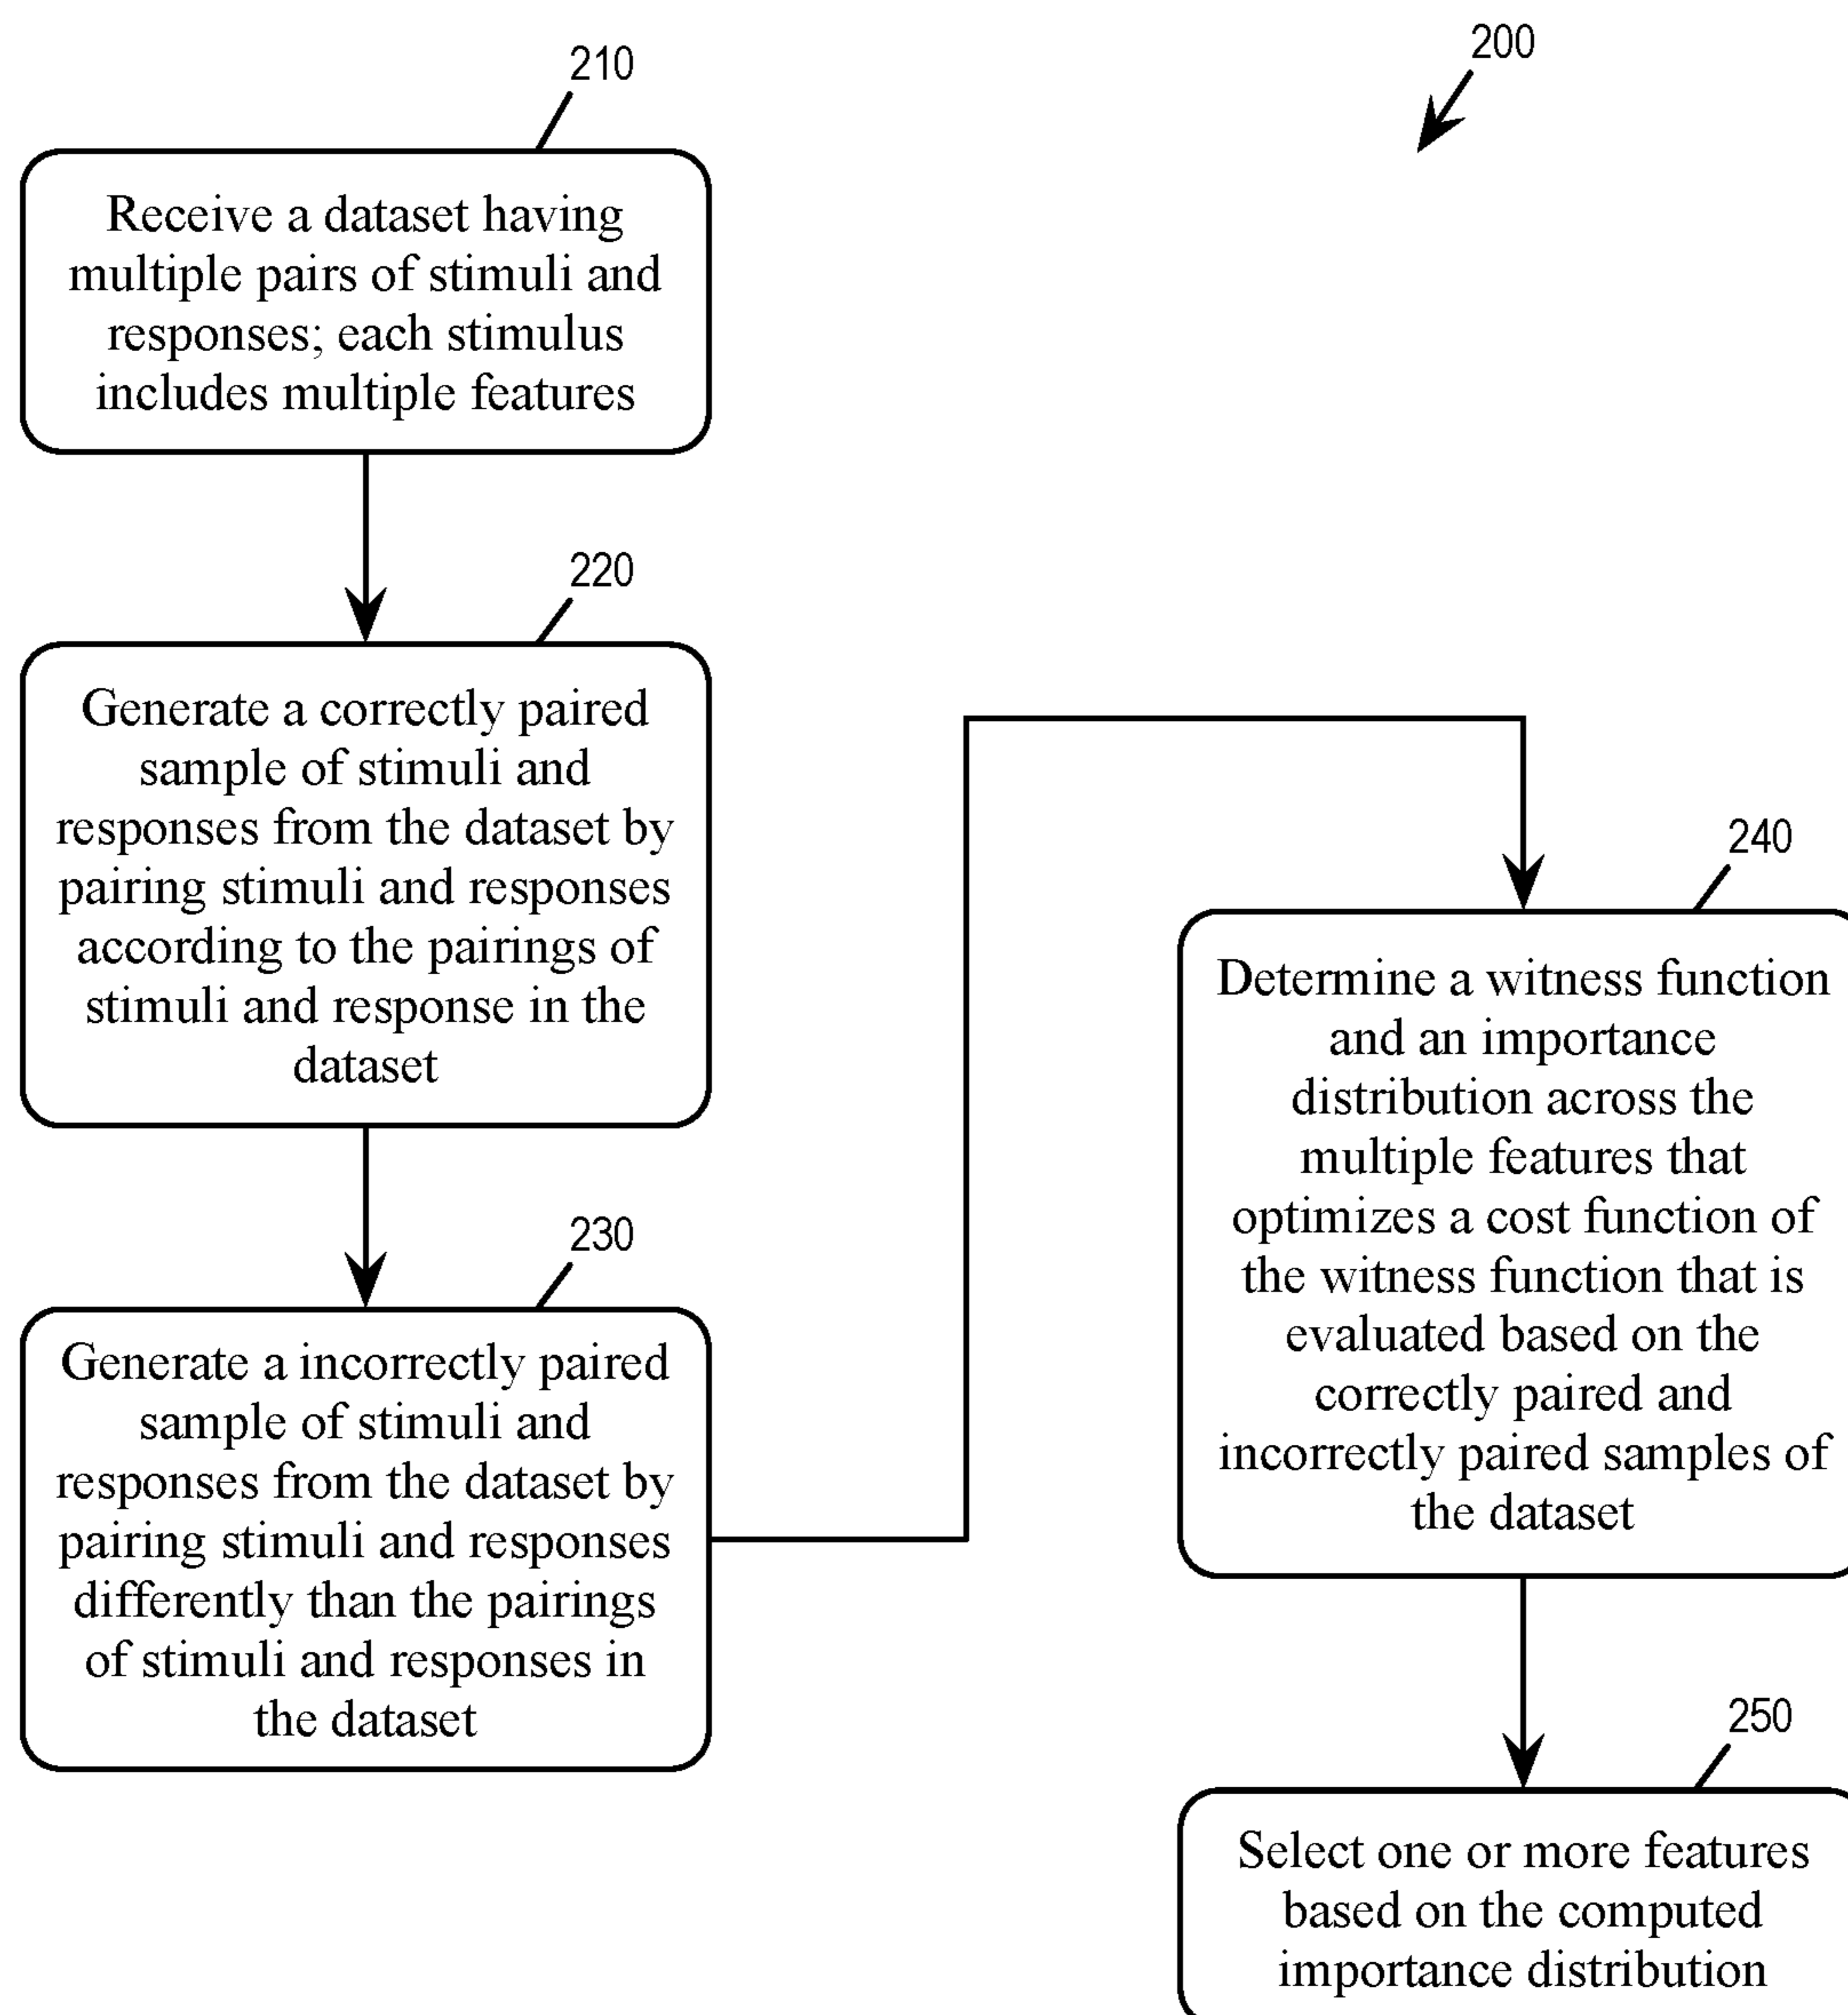 200
210
Receive a dataset having
multiple pairs of stimuli and
responses; each stimulus
includes multiple features
220
Generate a correctly paired
sample of stimuli and
responses from the dataset by
pairing stimuli and responses
according to the pairings of
stimuli and response in the
dataset
230
Generate a incorrectly paired
sample of stimuli and
responses from the dataset by
pairing stimuli and responses
differently than the pairings
of stimuli and responses in
the dataset
240
Determine a witness function
and an importance
distribution across the
multiple features that
optimizes a cost function of
the witness function that is
evaluated based on the
correctly paired and
incorrectly paired samples of
the dataset
250
Select one or more features
based on the computed
importance distribution